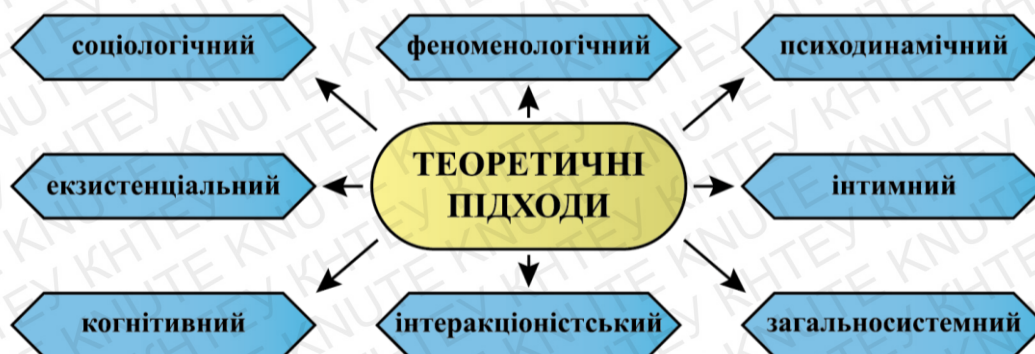 соціологічний
феноменологічний
психодинамічний
екзистенціальний
ТЕОРЕТИЧНІ
ПІДХОДИ
інтимний
когнітивний
інтеракціоністський
загальносистемний